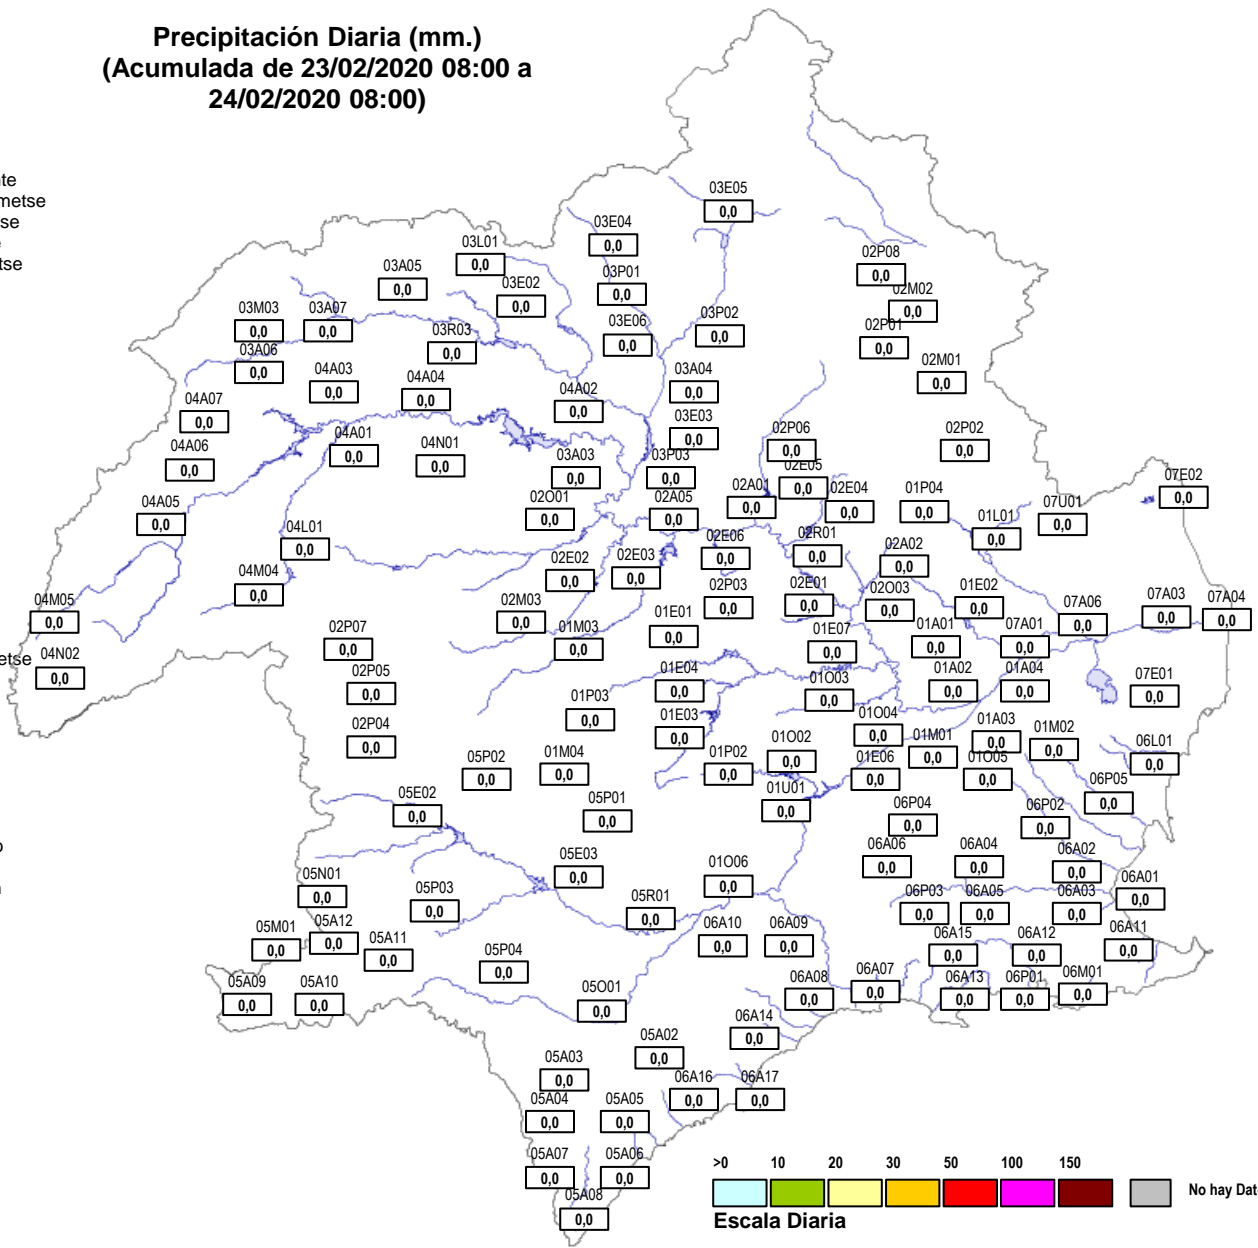 Precipitación Diaria (mm.)
(Acumulada de 23/02/2020 08:00 a
24/02/2020 08:00)
te
metse
se
tse
03E05
0,0
03E04
0,0
03L01
0,0
02P08
0,0
03A05
0,0
03P01
0,0
03E02
0,0
02M02
0,0
03M03
0,0
03A07
0,0
03P02
0,0
03E06
0,0
03R03
0,0
02P01
0,0
03A06
0,0
02M01
0,0
04A03
0,0
04A04
0,0
03A04
0,0
04A02
0,0
04A07
0,0
03E03
0,0
04A01
0,0
04N01
0,0
02P06
0,0
02P02
0,0
04A06
0,0
03A03
0,0
03P03
0,0
02E05
0,0
07E02
0,0
02A01
0,0
02E04
0,0
01P04
0,0
04A05
0,0
02O01
0,0
02A05
0,0
07U01
0,0
01L01
0,0
04L01
0,0
02E06
0,0
02R01
0,0
02A02
0,0
02E02
0,0
02E03
0,0
04M04
0,0
04M05
0,0
02M03
0,0
02P03
0,0
02E01
0,0
02O03
0,0
01E02
0,0
07A03
0,0
07A04
0,0
07A06
0,0
01E01
0,0
01M03
0,0
02P07
0,0
01E07
0,0
01A01
0,0
07A01
0,0
etse
04N02
0,0
02P05
0,0
01E04
0,0
01O03
0,0
01A02
0,0
01A04
0,0
07E01
0,0
01P03
0,0
02P04
0,0
01E03
0,0
01O04
0,0
01A03
0,0
01M02
0,0
01M01
0,0
06L01
0,0
05P02
0,0
01M04
0,0
01P02
0,0
01O02
0,0
01E06
0,0
01O05
0,0
06P05
0,0
05E02
0,0
05P01
0,0
01U01
0,0
06P04
0,0
06P02
0,0
o
05E03
0,0
01O06
0,0
06A06
0,0
06A04
0,0
06A02
0,0
05N01
0,0
05P03
0,0
05R01
0,0
06P03
0,0
06A05
0,0
06A03
0,0
06A01
0,0
05M01
0,0
05A12
0,0
05A11
0,0
06A10
0,0
06A09
0,0
06A15
0,0
06A12
0,0
06A11
0,0
05P04
0,0
05A09
0,0
05A10
0,0
05O01
0,0
06A08
0,0
06A07
0,0
06A13
0,0
06P01
0,0
06M01
0,0
06A14
0,0
05A02
0,0
05A03
0,0
06A16
0,0
06A17
0,0
05A04
0,0
05A05
0,0
05A07
0,0
05A06
0,0
05A08
0,0
>0 10 20 30 50 100 150
No hay Dat
Escala Diaria